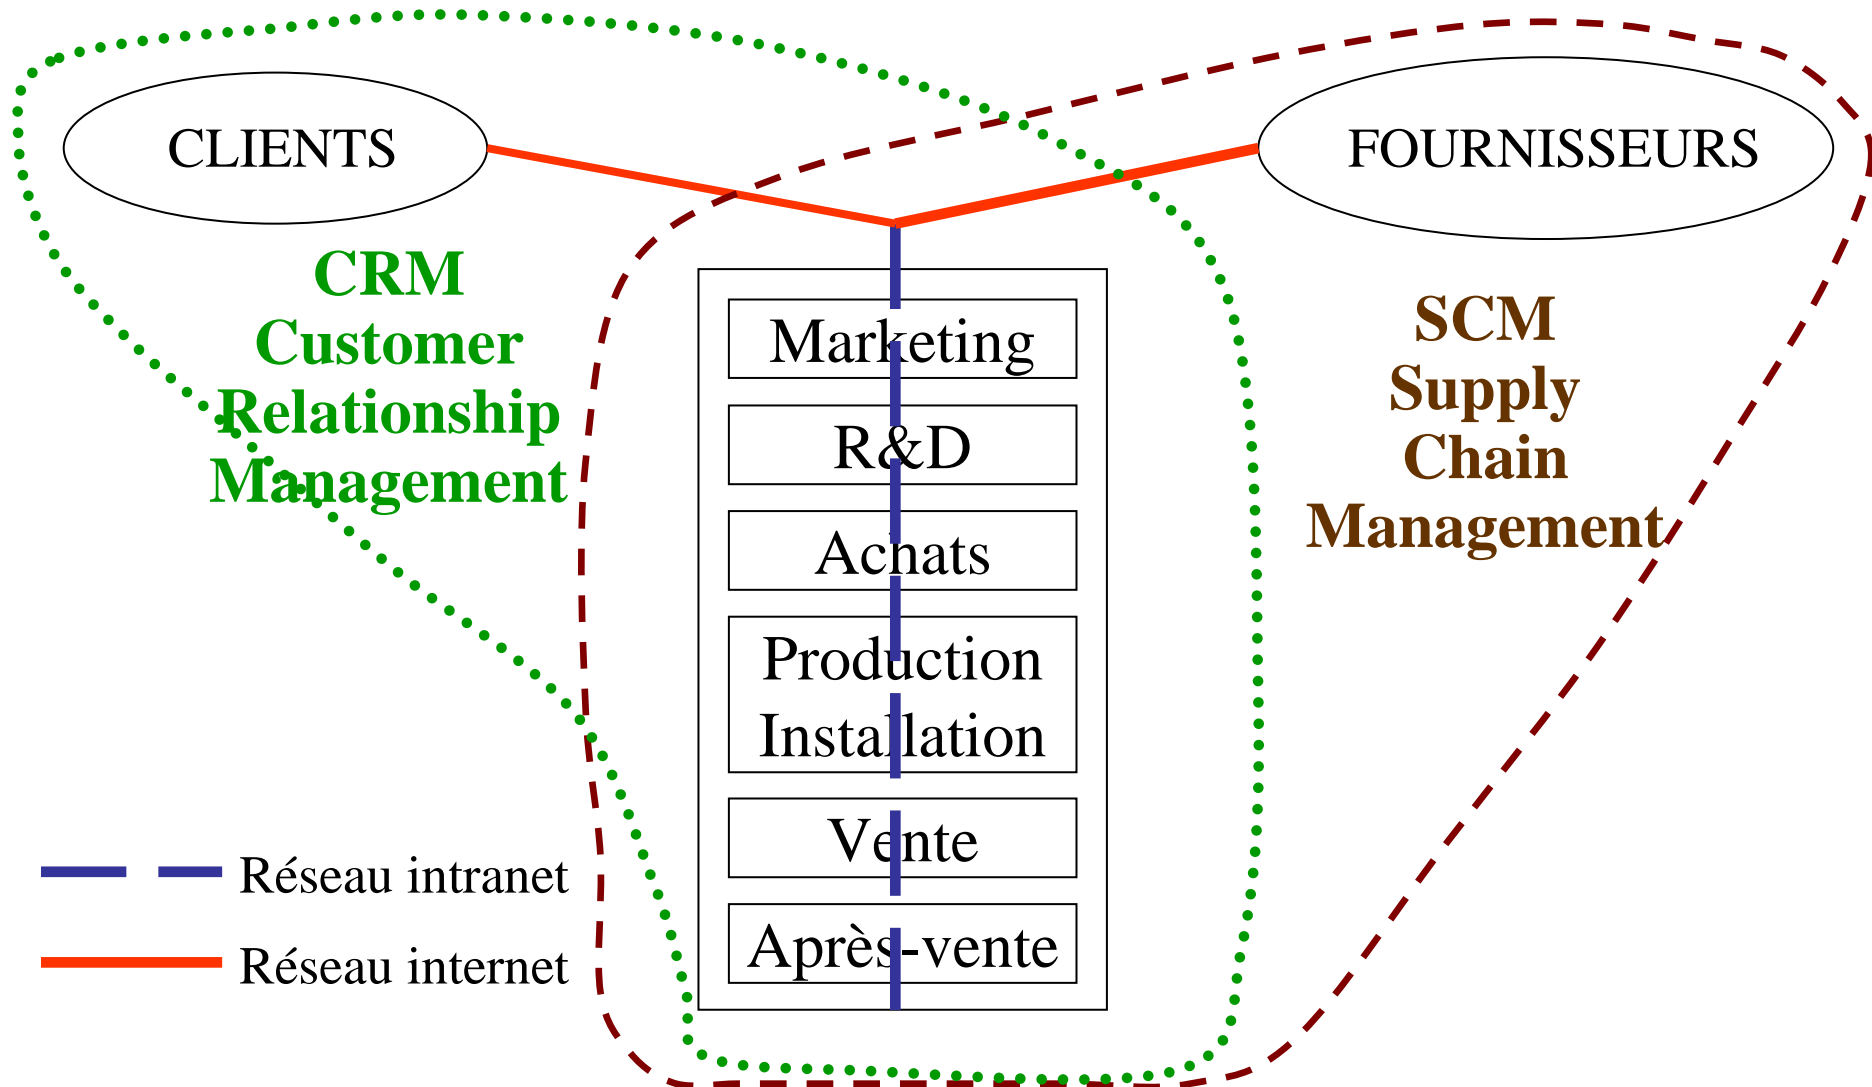 CLIENTS
FOURNISSEURS
CRM
Customer
Relationship
Management
SCM
Supply
Chain
Management
Marketing
R&D
Achats
Production
Installation
Vente
Après-vente
Réseau intranet
Réseau internet